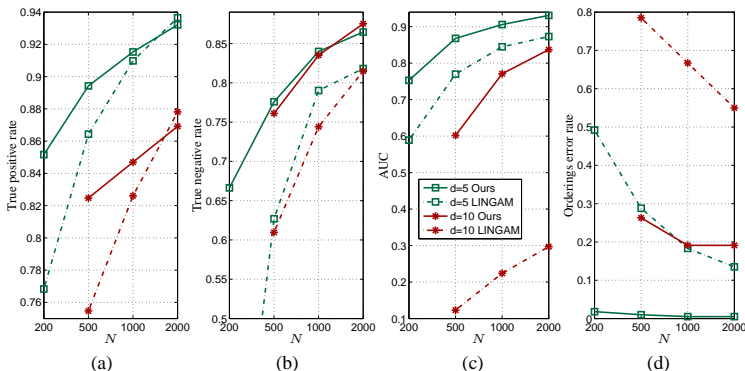 True positive rate
0.94
0.92
0.9
0.88
0.86
0.84
0.82
0.8
0.78
0.76
200 500 1000 2000
N
(a)
True negative rate
0.85
0.8
0.75
0.7
0.65
0.6
0.55
0.5
200 500 1000 2000
N
(b)
AUC
0.9
0.8
0.7
0.6
0.5
0.4
0.3
0.2
0.1
d=5 Ours
d=5 LINGAM
d=10 Ours
d=10 LINGAM
200 500 1000 2000
N
(c)
Orderings error rate
0.8
0.7
0.6
0.5
0.4
0.3
0.2
0.1
0
200 500 1000 2000
N
(d)